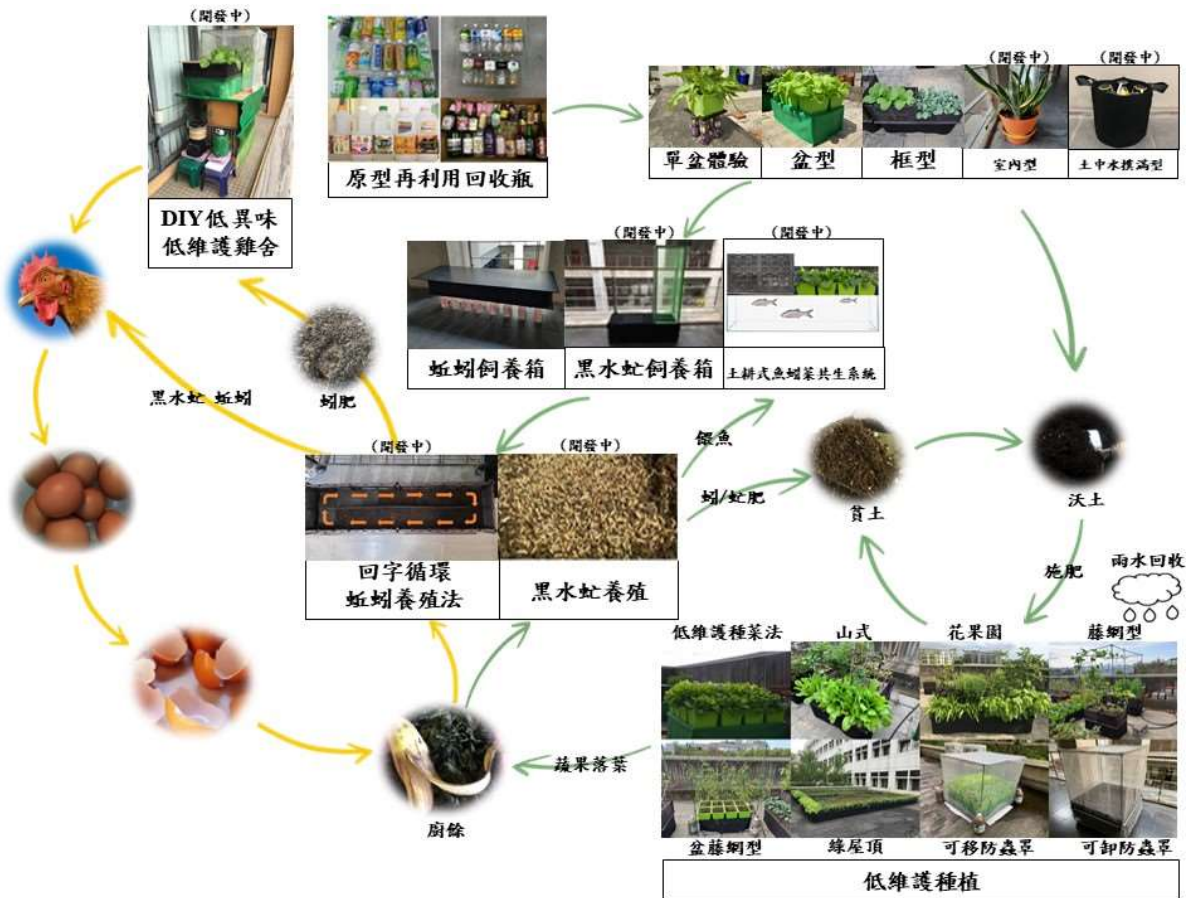 (開發中)
DIY低異味
低維護雞舍
原型再利用回收瓶
單盆體驗
盆型
框型
(開發中)
室內型
(開發中)
土中水撲滿型
蚯蚓飼養箱
(開發中)
黑水虻飼養箱
(開發中)
土耕式魚蚓菜共生系統
蚓肥
黑水虻 蚯蚓
(開發中)
回字循環
蚯蚓養殖法
(開發中)
黑水虻養殖
餵魚
蚓/虻肥
貧土
沃土
施肥
雨水回收
低維護種菜法
山式
花果園
藤網型
蔬果落葉
廚餘
盆藤網型
綠屋頂
可移防蟲罩
可卸防蟲罩
低維護種植